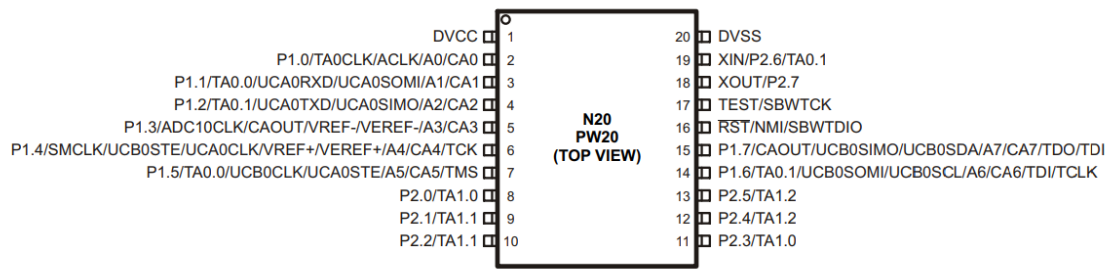 DVCC 1 20 DVSS
P1.0/TA0CLK/ACLK/A0/CA0 2 19 XIN/P2.6/TA0.1
P1.1/TA0.0/UCA0RXD/UCA0SOMI/A1/CA1 3 18 XOUT/P2.7
P1.2/TA0.1/UCA0TXD/UCA0SIMO/A2/CA2 4 17 TEST/SBWTCK
P1.3/ADC10CLK/CAOUT/VREF-/VEREF-/A3/CA3 5 N20 16 RST/NMI/SBWTDIO
P1.4/SMCLK/UCB0STE/UCA0CLK/VREF+/VEREF+/A4/CA4/TCK 6 PW20 15 P1.7/CAOUT/UCB0SIMO/UCB0SDA/A7/CA7/TDO/TDI
P1.5/TA0.0/UCB0CLK/UCA0STE/A5/CA5/TMS 7 (TOP VIEW) 14 P1.6/TA0.1/UCB0SOMI/UCB0SCL/A6/CA6/TDI/TCLK
P2.0/TA1.0 8 13 P2.5/TA1.2
P2.1/TA1.1 9 12 P2.4/TA1.2
P2.2/TA1.1 10 11 P2.3/TA1.0